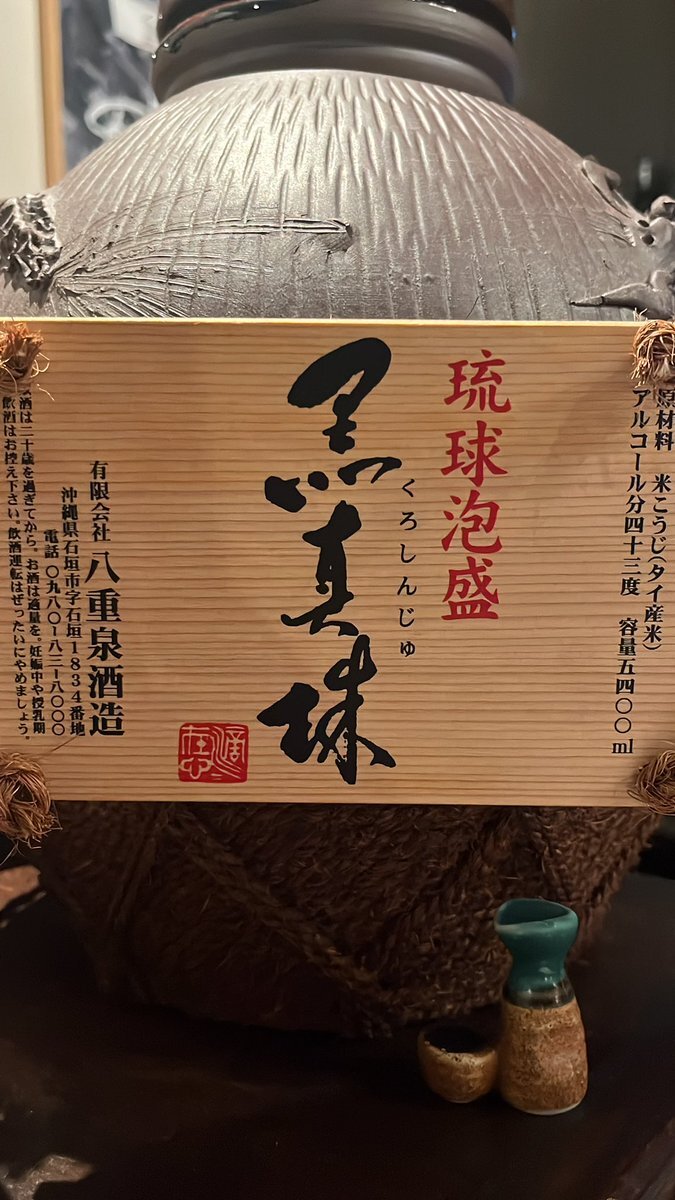 原材料　米こうじ(タイ産米)
アルコール分四十三度　容量五四〇〇ml
琉球泡盛
くろしんじゅ
黒真珠
有限会社 八重泉酒造
沖縄県石垣市字石垣1834番地
電話 〇九八〇-八三-八〇〇〇
酒は二十歳を過ぎてから。お酒は適量を。妊娠中や授乳期
飲酒はお控え下さい。飲酒運転はぜったいにやめましょう。